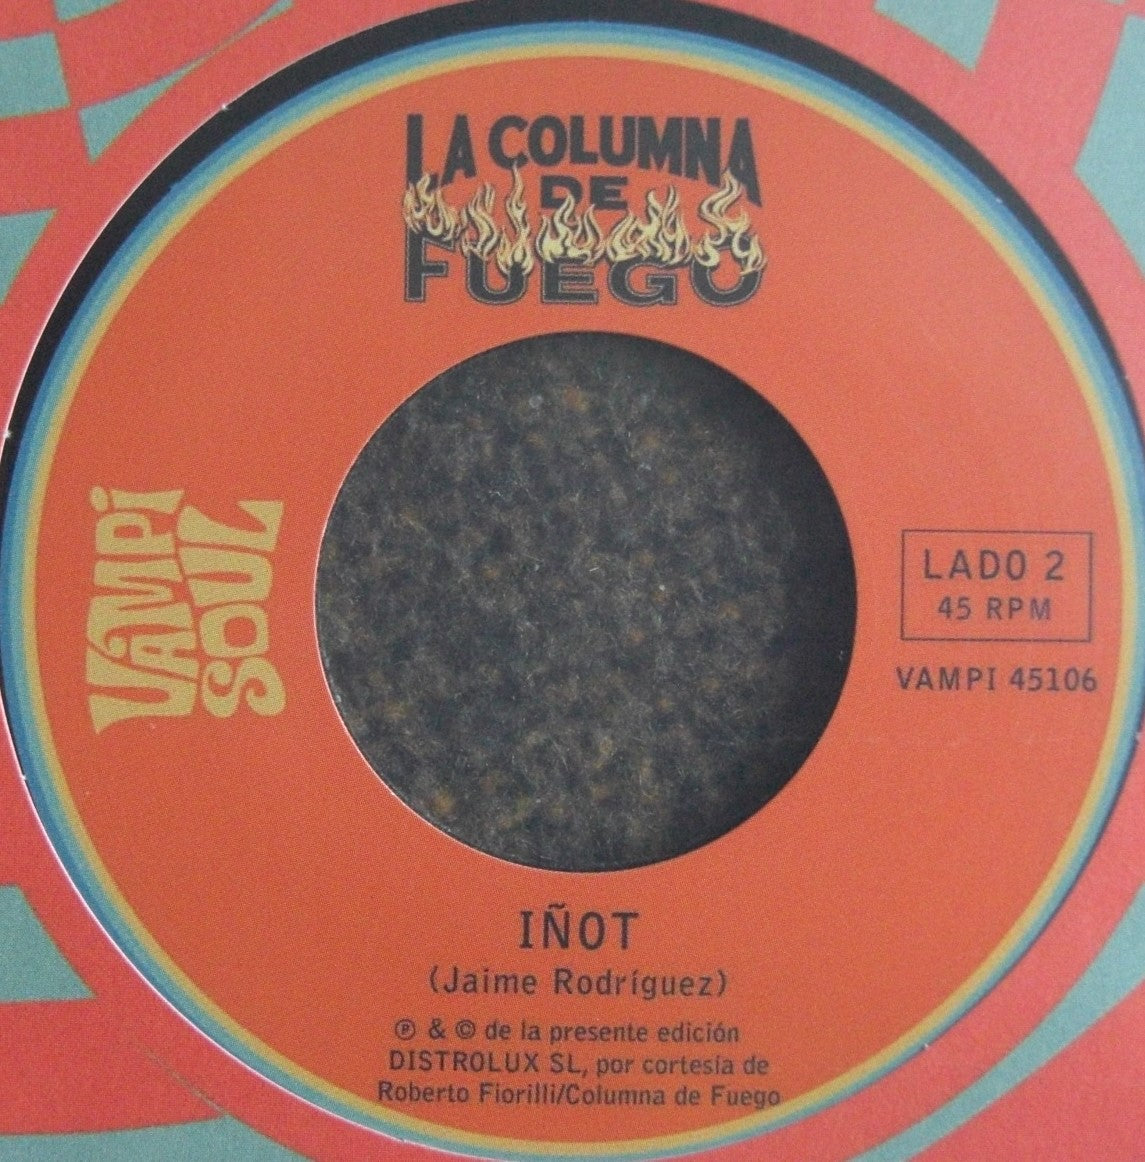 LA COLUMNA
DE
FUEGO
VAMPi
SOUL
LADO 2
45 RPM
VAMPI 45106
IÑOT
(Jaime Rodríguez)
℗ & © de la presente edición
DISTROLUX SL, por cortesía de
Roberto Fiorilli/Columna de Fuego